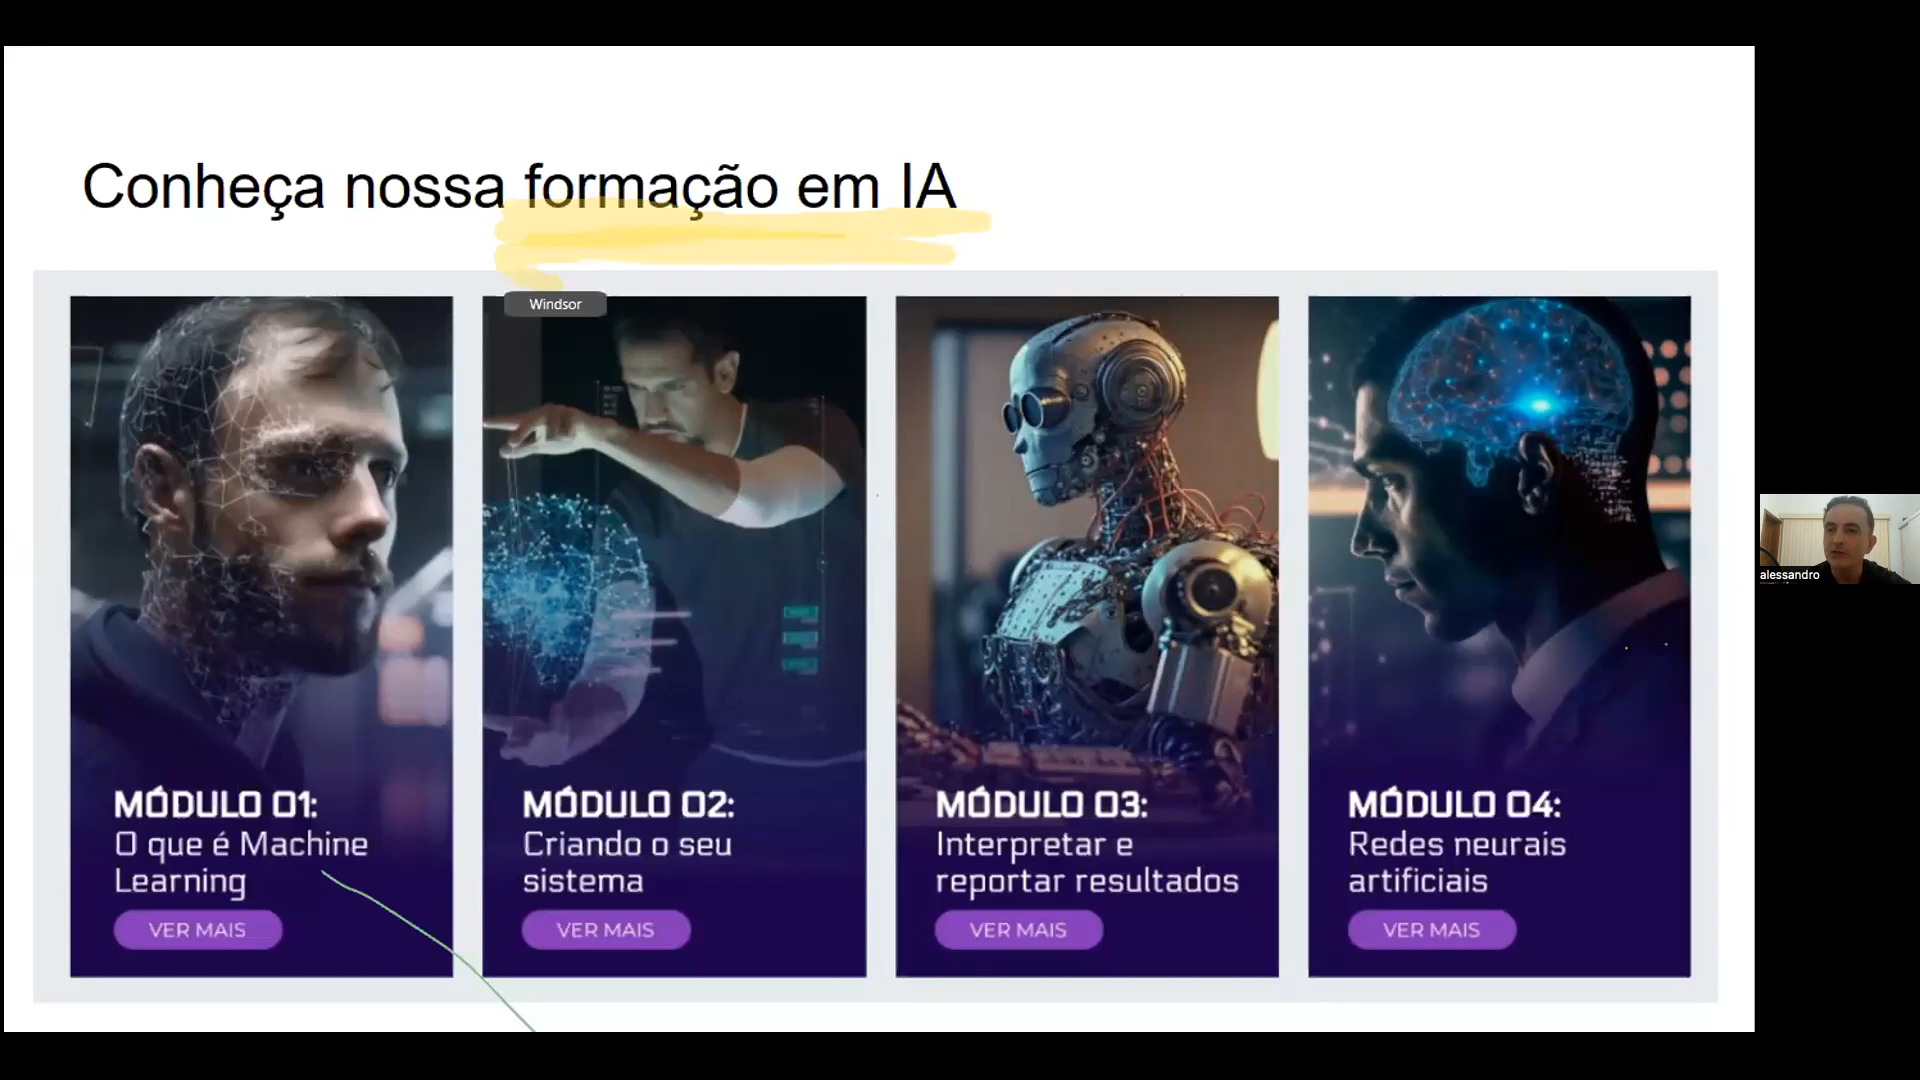 Conheça nossa formação em IA
Windsor
MÓDULO 01:
O que é Machine
Learning
VER MAIS
MÓDULO 02:
Criando o seu
sistema
VER MAIS
MÓDULO 03:
Interpretar e
reportar resultados
VER MAIS
MÓDULO 04:
Redes neurais
artificiais
VER MAIS
alessandro